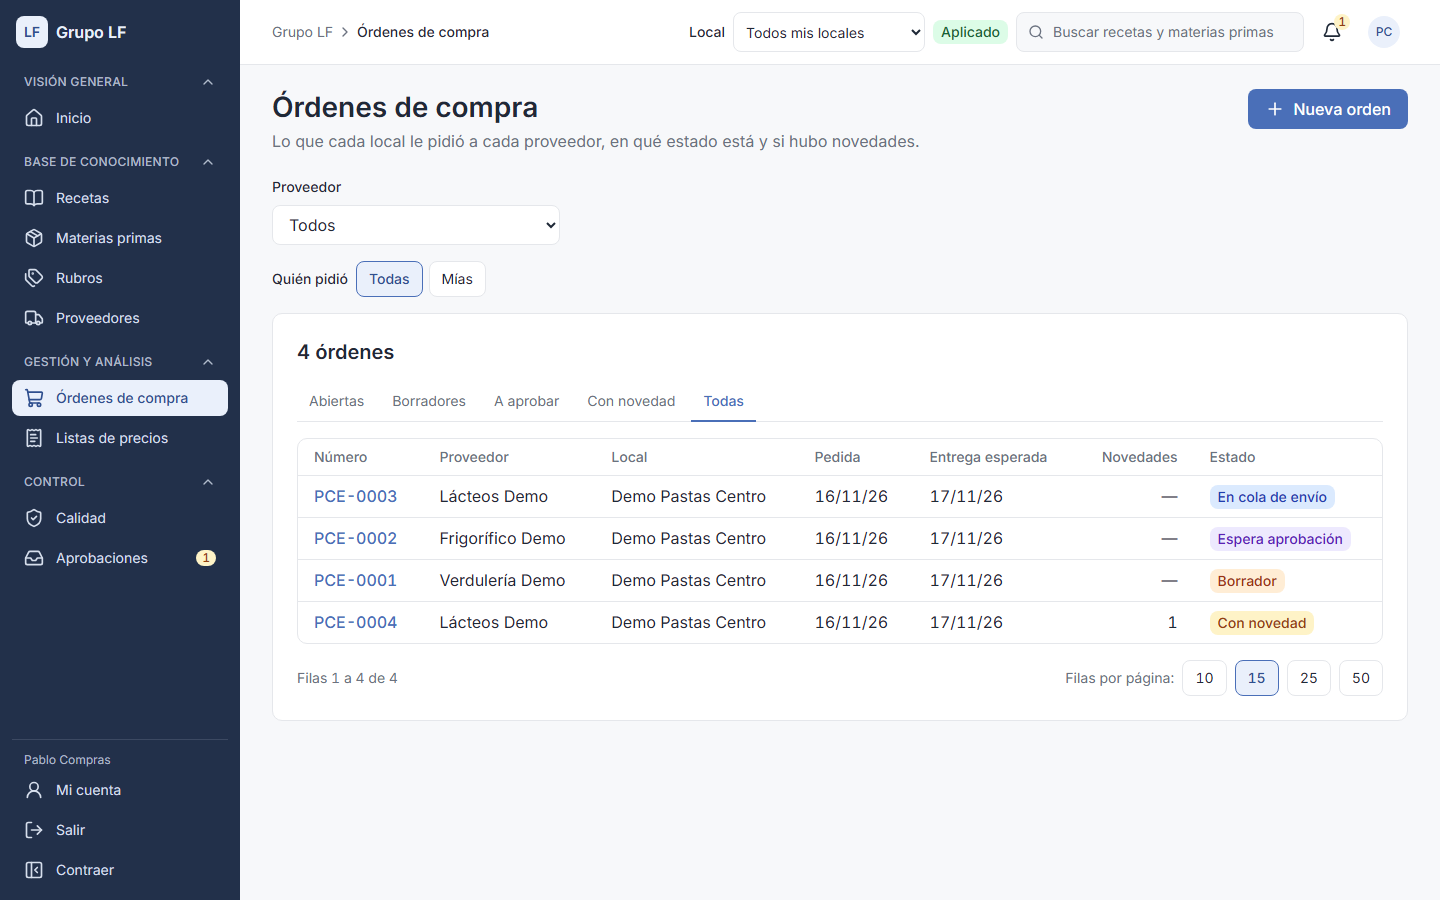 LF Grupo LF
VISIÓN GENERAL
Inicio
BASE DE CONOCIMIENTO
Recetas
Materias primas
Rubros
Proveedores
GESTIÓN Y ANÁLISIS
Órdenes de compra
Listas de precios
CONTROL
Calidad
Aprobaciones 1
Pablo Compras
Mi cuenta
Salir
Contraer
Grupo LF > Órdenes de compra
Local Todos mis locales Aplicado Buscar recetas y materias primas 1 PC
Órdenes de compra
Lo que cada local le pidió a cada proveedor, en qué estado está y si hubo novedades.
+ Nueva orden
Proveedor
Todos
Quién pidió Todas Mías
4 órdenes
Abiertas Borradores A aprobar Con novedad Todas
Número Proveedor Local Pedida Entrega esperada Novedades Estado
PCE-0003 Lácteos Demo Demo Pastas Centro 16/11/26 17/11/26 — En cola de envío
PCE-0002 Frigorífico Demo Demo Pastas Centro 16/11/26 17/11/26 — Espera aprobación
PCE-0001 Verdulería Demo Demo Pastas Centro 16/11/26 17/11/26 — Borrador
PCE-0004 Lácteos Demo Demo Pastas Centro 16/11/26 17/11/26 1 Con novedad
Filas 1 a 4 de 4
Filas por página: 10 15 25 50